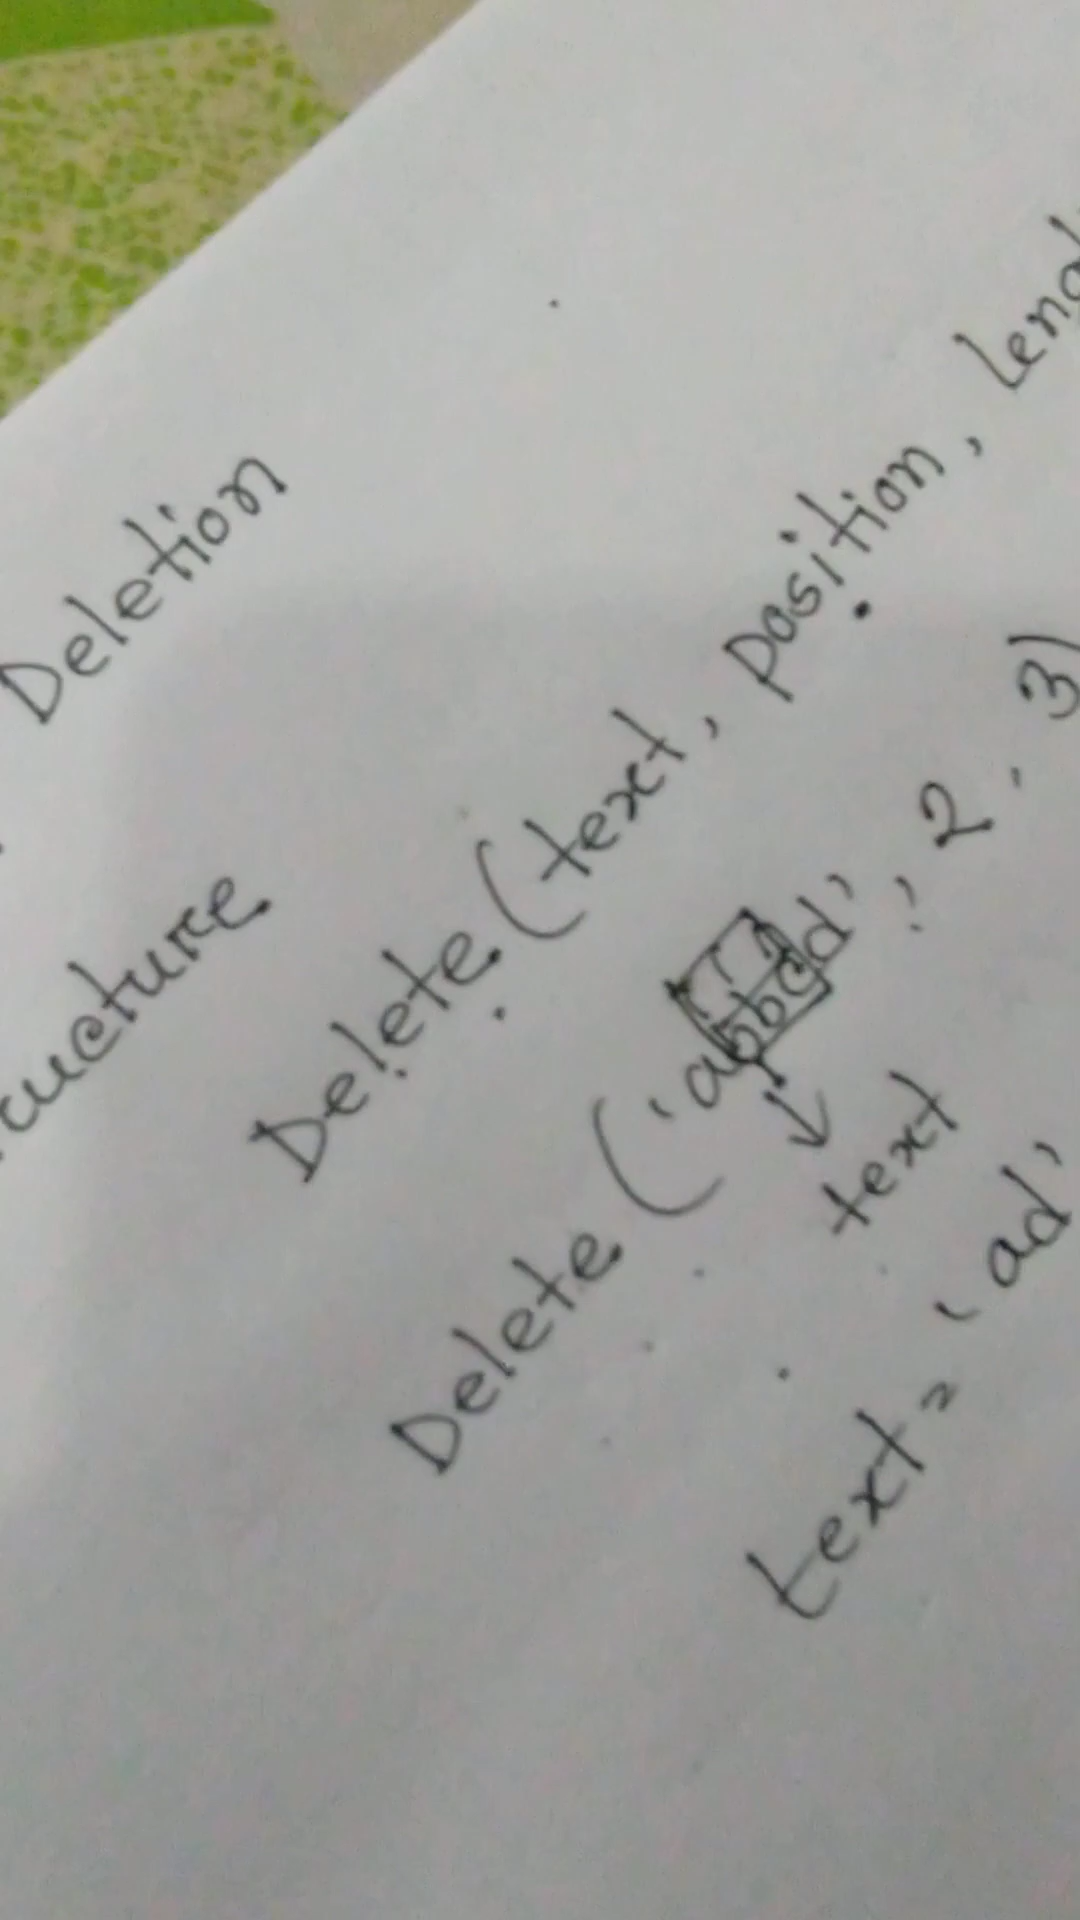 Deletion
ucture
Delete (text, position, Leng
Delete ('abbcd', 2, 3)
text
text = 'ad'